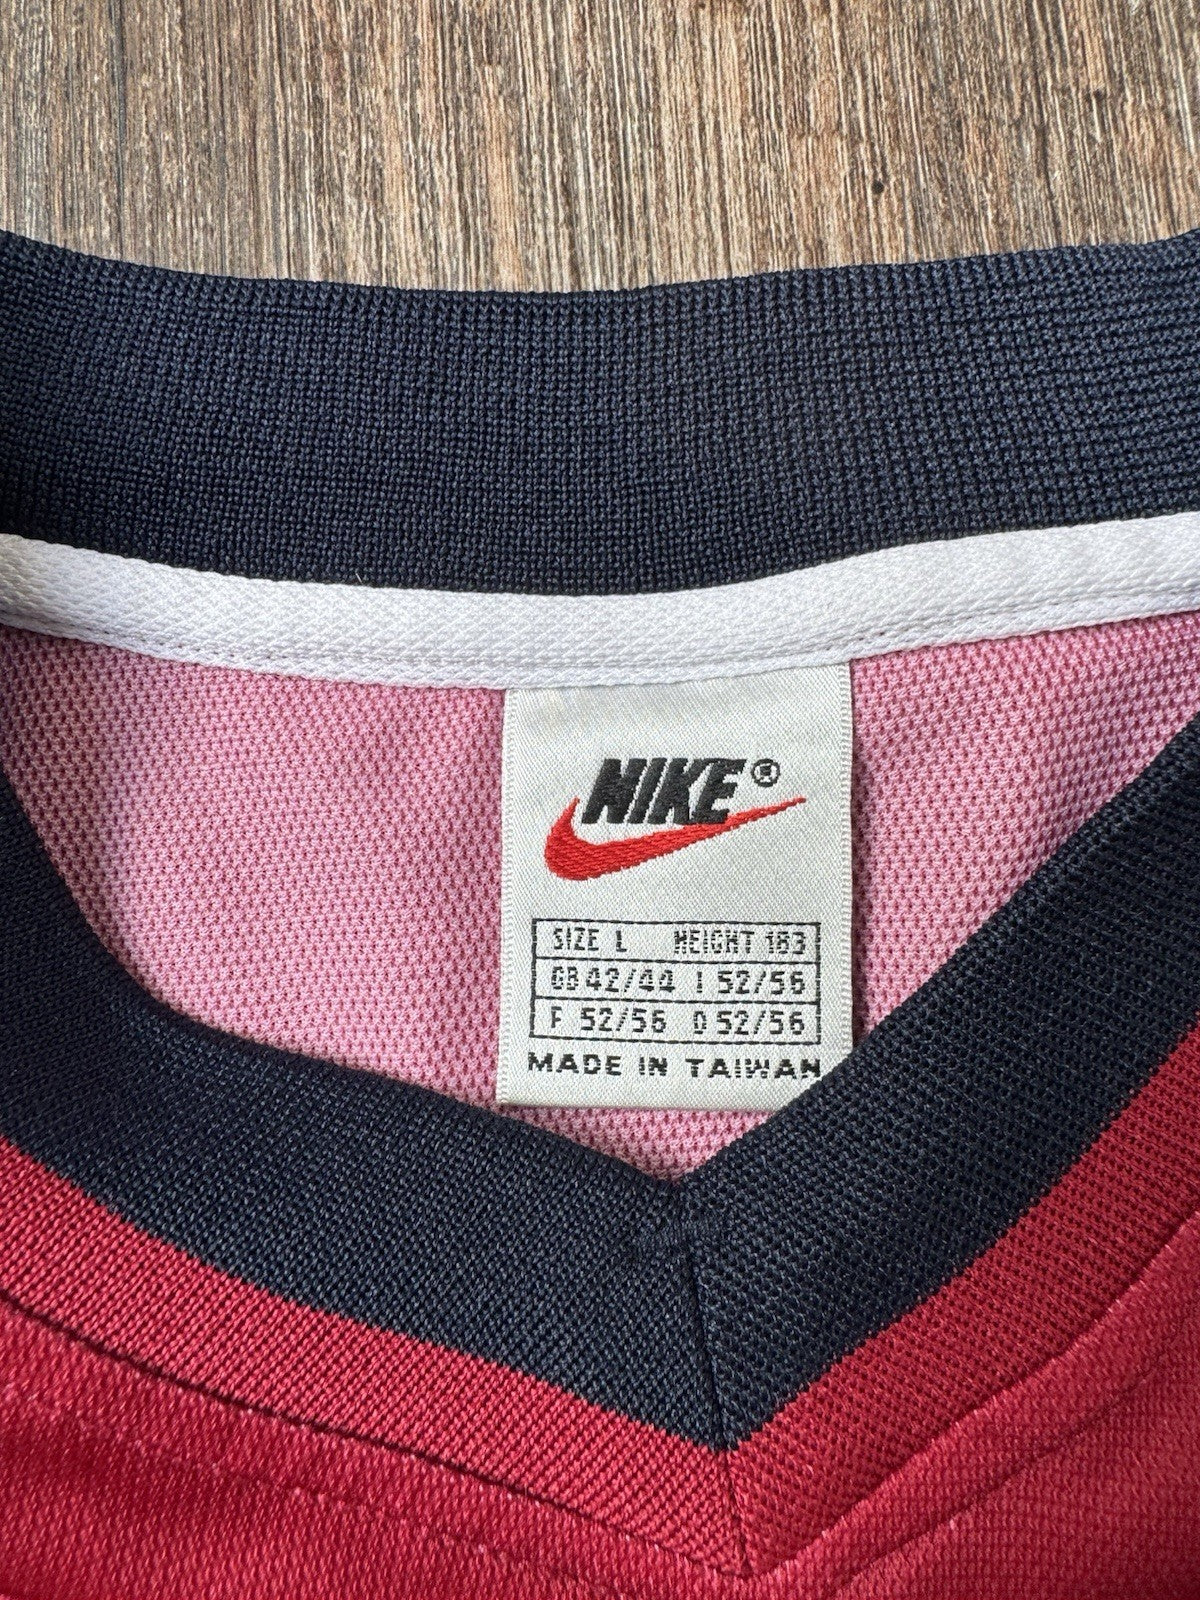 NIKE®
SIZE L HEIGHT 183
GB 42/44 I 52/56
F 52/56 D 52/56
MADE IN TAIWAN